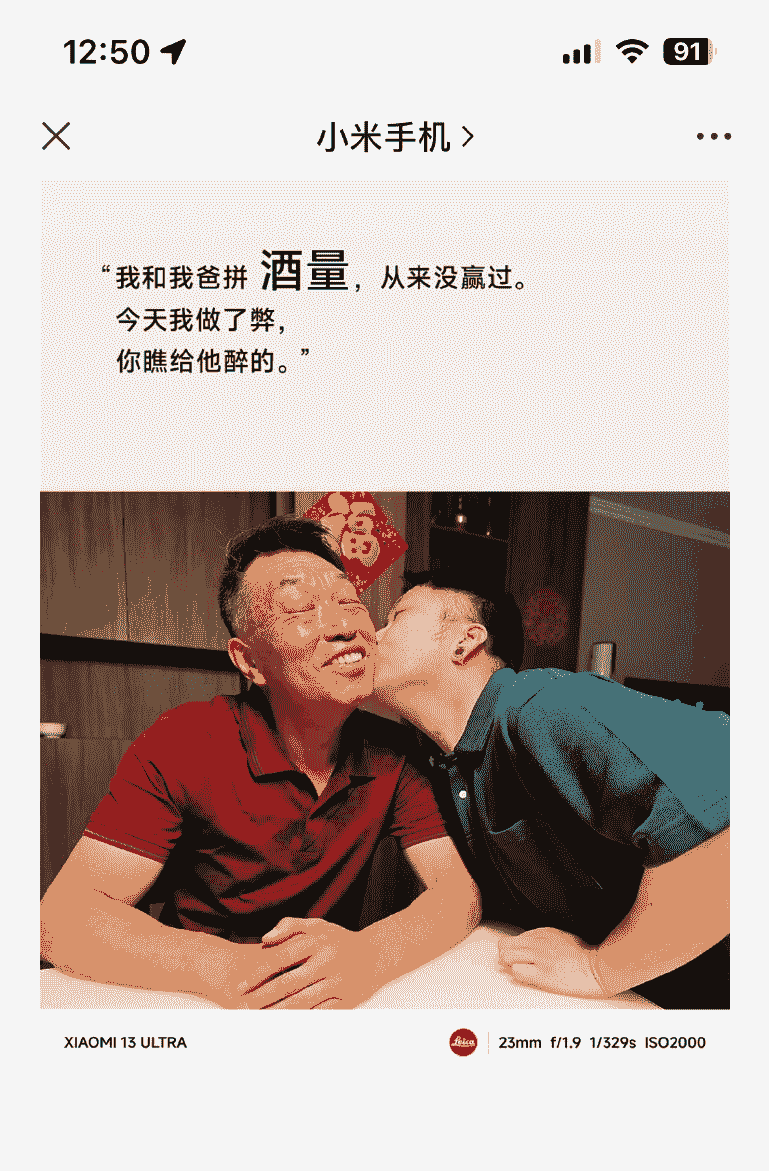 12:50
91
小米手机
“我和我爸拼 酒量，从来没赢过。
今天我做了弊，
你瞧给他醉的。”
福
XIAOMI 13 ULTRA
Leica
23mm f/1.9 1/329s ISO2000